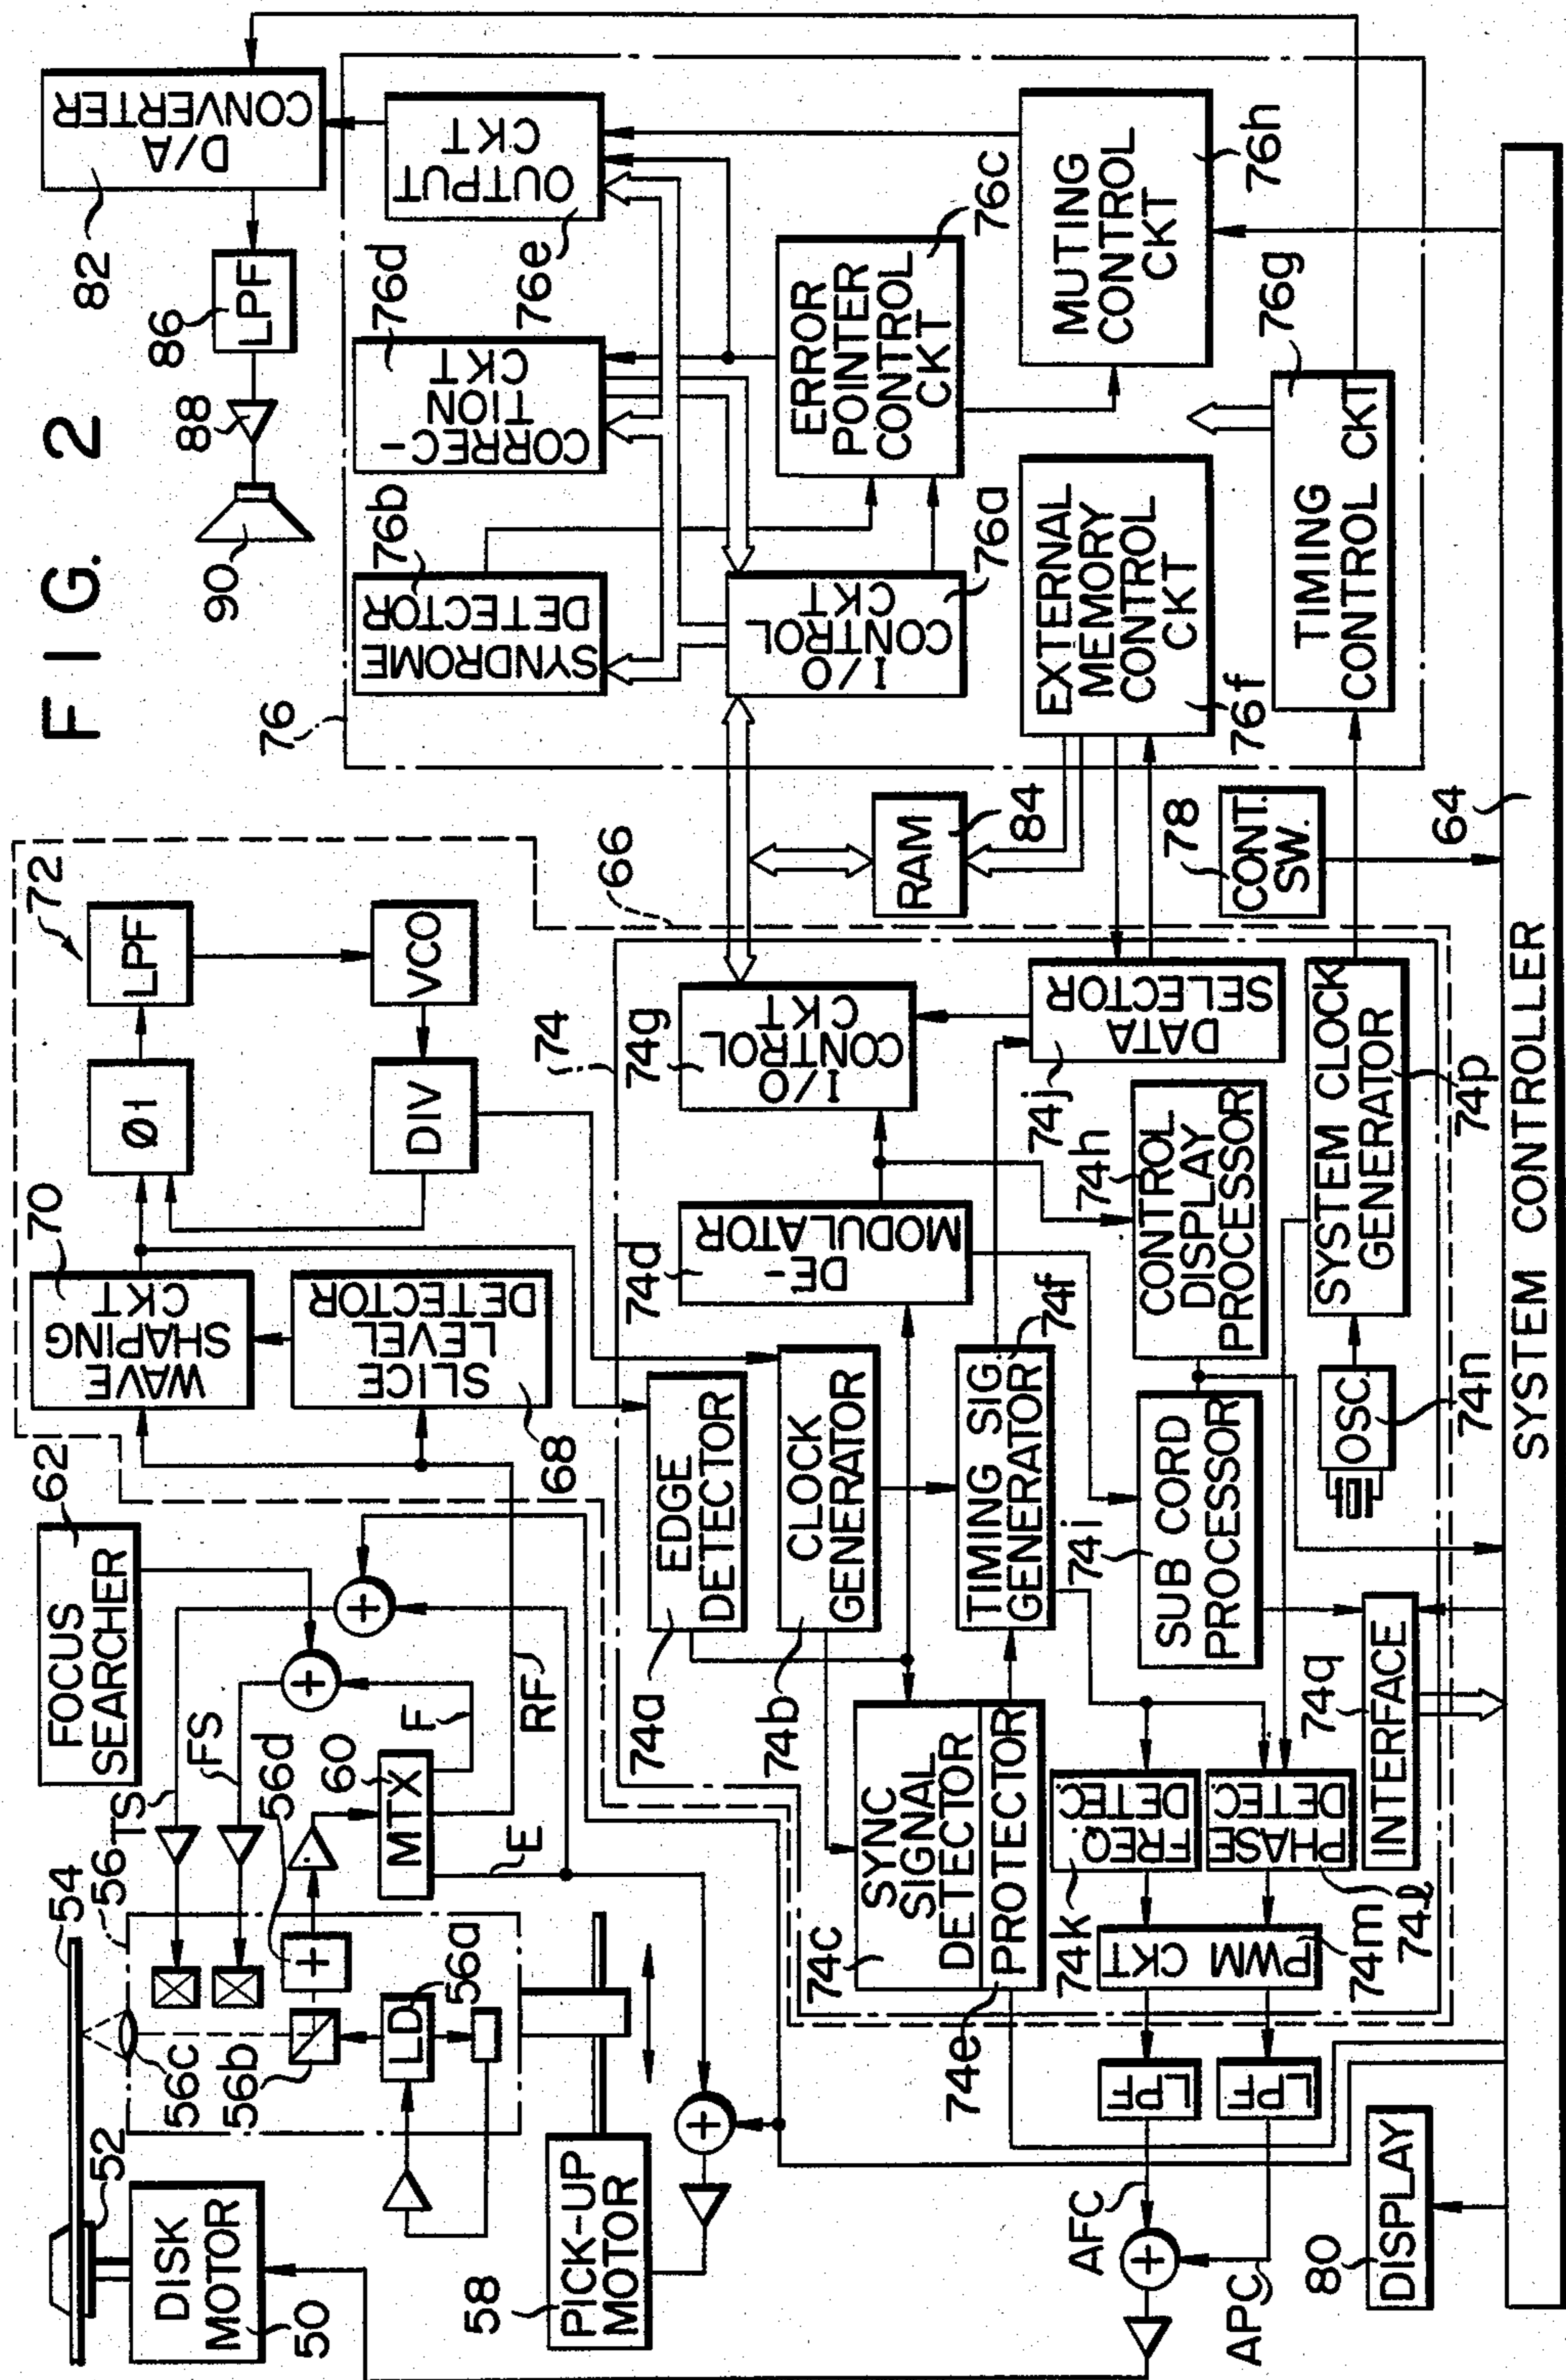 FIG. 2
54
52
DISK
MOTOR
50
56
56c
56b
56d
LD
56a
PICK-UP
MOTOR
58
TS
FS
FOCUS
SEARCHER
62
60
MTX
F
RF
E
WAVE
SHAPING
CKT
70
SLICE
LEVEL
DETECTOR
68
72
Ø1
LPF
VCO
DIV
66
74
EDGE
DETECTOR
74a
CLOCK
GENERATOR
74b
SYNC
SIGNAL
DETECTOR
PROTECTOR
74c
74e
DE-
MODULATOR
74d
TIMING SIG
GENERATOR
74f
I/O
CONTROL
CKT
74g
DATA
SELECTOR
74j
CONTROL
DISPLAY
PROCESSOR
74h
SUB CORD
PROCESSOR
74i
SYSTEM CLOCK
GENERATOR
74p
OSC.
74n
INTERFACE
74q
FREQ.
DETEC.
74k
PHASE
DETEC.
74l
PWM
CKT
74m
LPF
LPF
AFC
APC
DISPLAY
80
SYSTEM CONTROLLER
64
CONT.
SW.
78
RAM
84
76
SYNDROME
DETECTOR
76b
CORREC-
TION
CKT
76d
OUTPUT
CKT
76e
I/O
CONTROL
CKT
76a
ERROR
POINTER
CONTROL
CKT
76c
EXTERNAL
MEMORY
CONTROL
CKT
76f
MUTING
CONTROL
CKT
76h
TIMING
CONTROL CKT
76g
D/A
CONVERTER
82
LPF
86
88
90